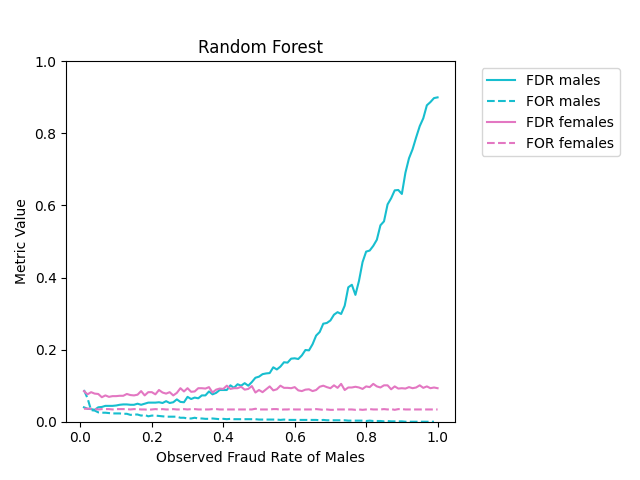 Random Forest
1.0
0.8
0.6
0.4
0.2
0.0
Metric Value
0.0 0.2 0.4 0.6 0.8 1.0
Observed Fraud Rate of Males
FDR males
FOR males
FDR females
FOR females